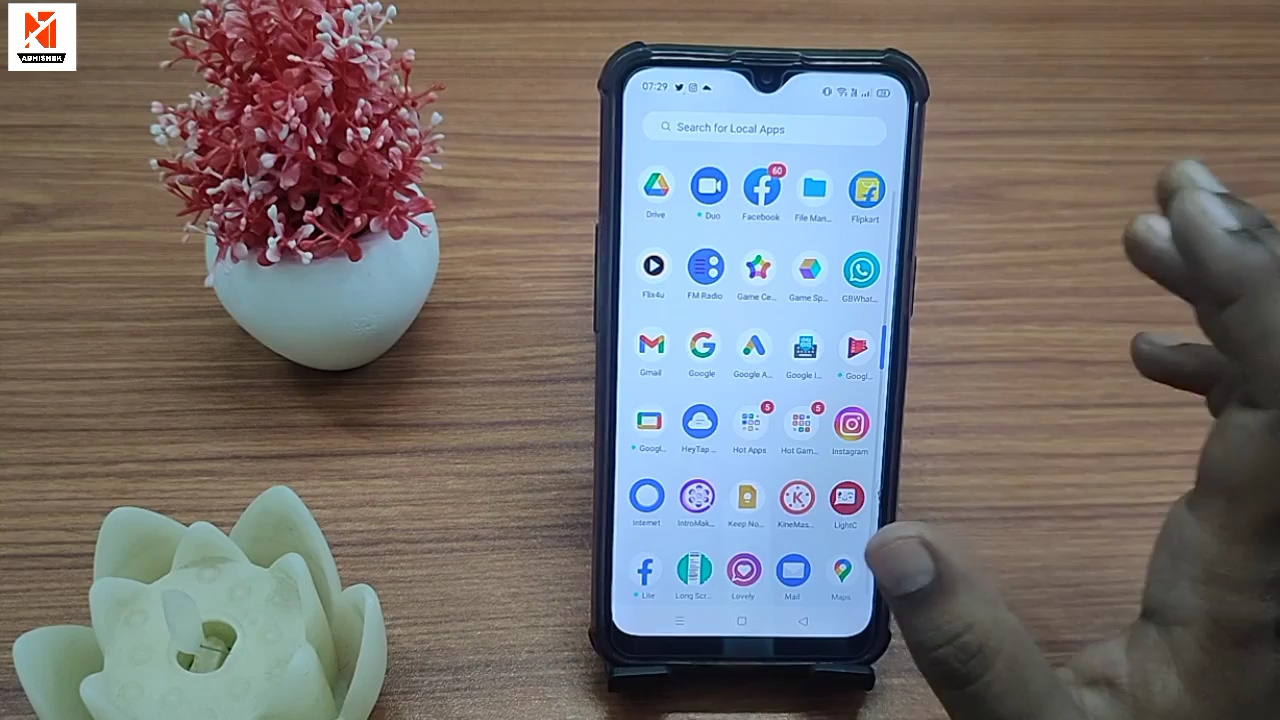 ABHISHEK
07:29
Search for Local Apps
60
Drive
Duo
Facebook
File Man...
Flipkart
Flix4u
FM Radio
Game Ce...
Game Sp...
GBWhat...
Gmail
Google
Google A...
Google I...
Googl...
5
5
Googl...
HeyTap ...
Hot Apps
Hot Gam...
Instagram
Internet
IntroMak...
Keep No...
KineMas...
LightC
Lite
Long Scr...
Lovely
Mail
Maps